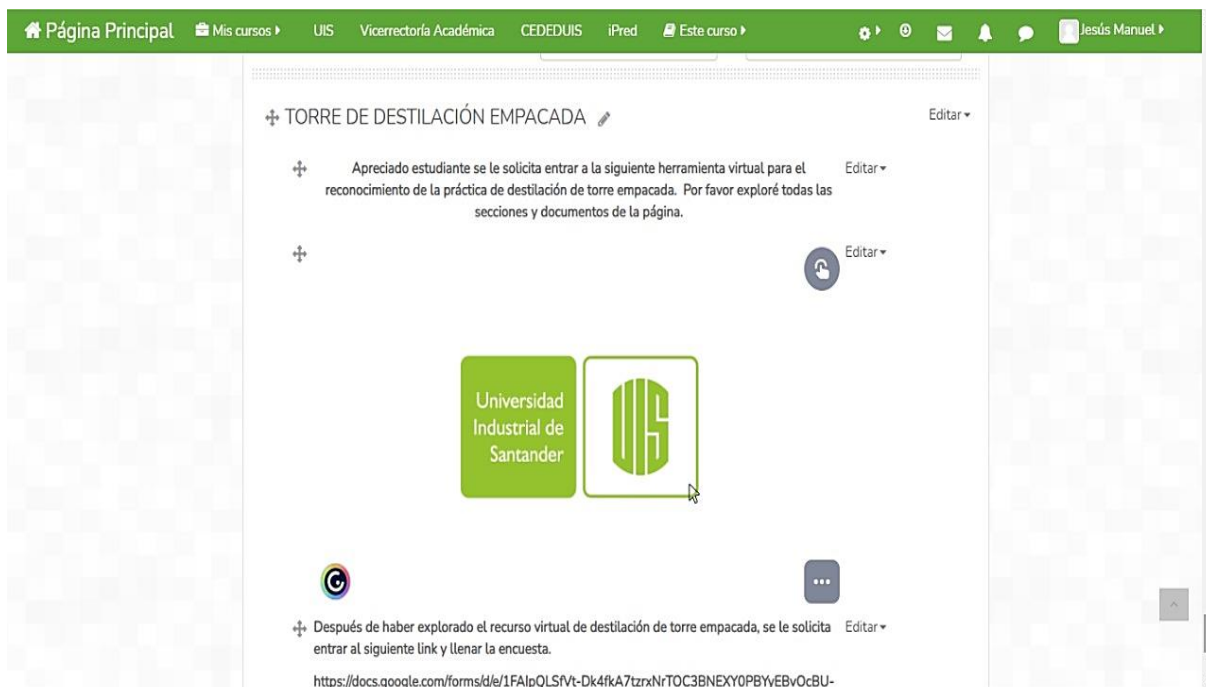 Página Principal Mis cursos UIS Vicerrectoría Académica CEDEDUIS iPred Este curso Jesús Manuel
TORRE DE DESTILACIÓN EMPACADA Editar
Apreciado estudiante se le solicita entrar a la siguiente herramienta virtual para el Editar
reconocimiento de la práctica de destilación de torre empacada. Por favor exploré todas las
secciones y documentos de la página.
Editar
Universidad
Industrial de
Santander
UIS
Después de haber explorado el recurso virtual de destilación de torre empacada, se le solicita Editar
entrar al siguiente link y llenar la encuesta.